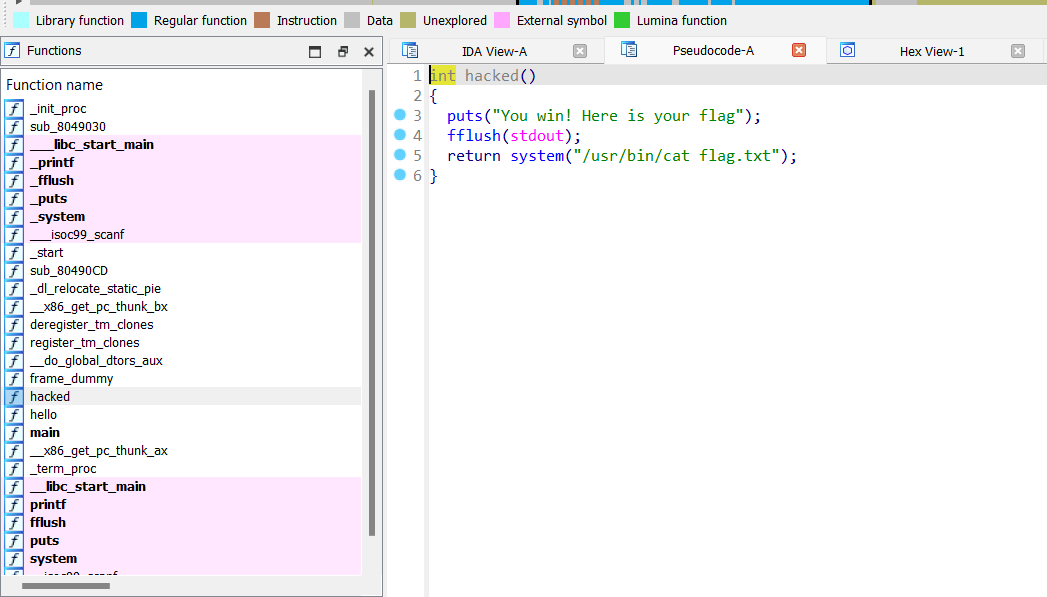 Library function Regular function Instruction Data Unexplored External symbol Lumina function
f Functions
IDA View-A Pseudocode-A Hex View-1
Function name
f _init_proc
f sub_8049030
f ___libc_start_main
f _printf
f _fflush
f _puts
f _system
f ___isoc99_scanf
f _start
f sub_80490CD
f _dl_relocate_static_pie
f __x86_get_pc_thunk_bx
f deregister_tm_clones
f register_tm_clones
f __do_global_dtors_aux
f frame_dummy
f hacked
f hello
f main
f __x86_get_pc_thunk_ax
f _term_proc
f __libc_start_main
f printf
f fflush
f puts
f system
1 int hacked()
2 {
3 puts("You win! Here is your flag");
4 fflush(stdout);
5 return system("/usr/bin/cat flag.txt");
6 }